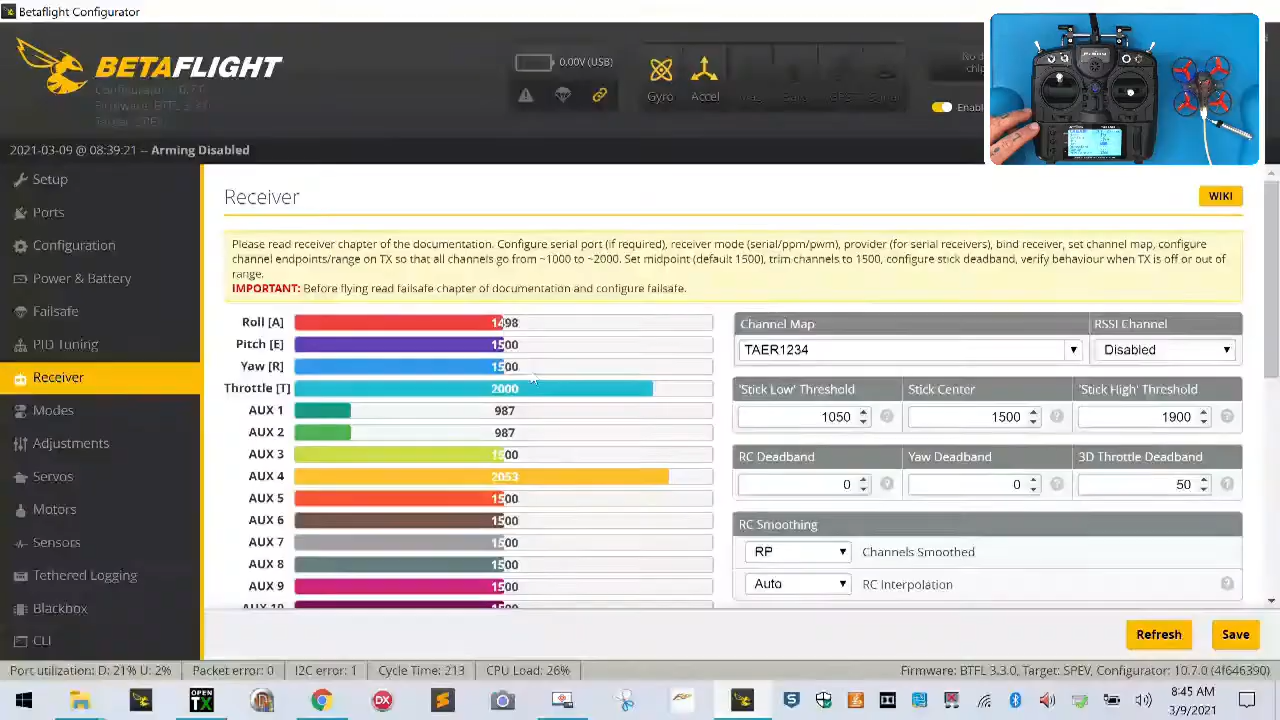 Betaflight Configurator
BETAFLIGHT
0.00V (USB)
Gyro
Accel
2021-03-09 @ 08:39:21 -- Arming Disabled
Setup
Ports
Configuration
Power & Battery
Failsafe
PID Tuning
Receiver
Modes
Adjustments
Servos
Motors
Sensors
Tethered Logging
Blackbox
CLI
Receiver
WIKI
Please read receiver chapter of the documentation. Configure serial port (if required), receiver mode (serial/ppm/pwm), provider (for serial receivers), bind receiver, set channel map, configure
channel endpoints/range on TX so that all channels go from ~1000 to ~2000. Set midpoint (default 1500), trim channels to 1500, configure stick deadband, verify behaviour when TX is off or out of
range.
IMPORTANT: Before flying read failsafe chapter of documentation and configure failsafe.
Roll [A] 1498
Pitch [E] 1500
Yaw [R] 1500
Throttle [T] 2000
AUX 1 987
AUX 2 987
AUX 3 1500
AUX 4 2053
AUX 5 1500
AUX 6 1500
AUX 7 1500
AUX 8 1500
AUX 9 1500
AUX 10 1500
Channel Map RSSI Channel
TAER1234 Disabled
'Stick Low' Threshold Stick Center 'Stick High' Threshold
1050 1500 1900
RC Deadband Yaw Deadband 3D Throttle Deadband
0 0 50
RC Smoothing
RP Channels Smoothed
Auto RC Interpolation
Refresh Save
Port utilization: D: 21% U: 2% Packet error: 0 I2C error: 1 Cycle Time: 213 CPU Load: 26% Firmware: BTFL 3.3.0, Target: SPEV, Configurator: 10.7.0 (4f646390)
OPEN
TX
8:45 AM
3/9/2021